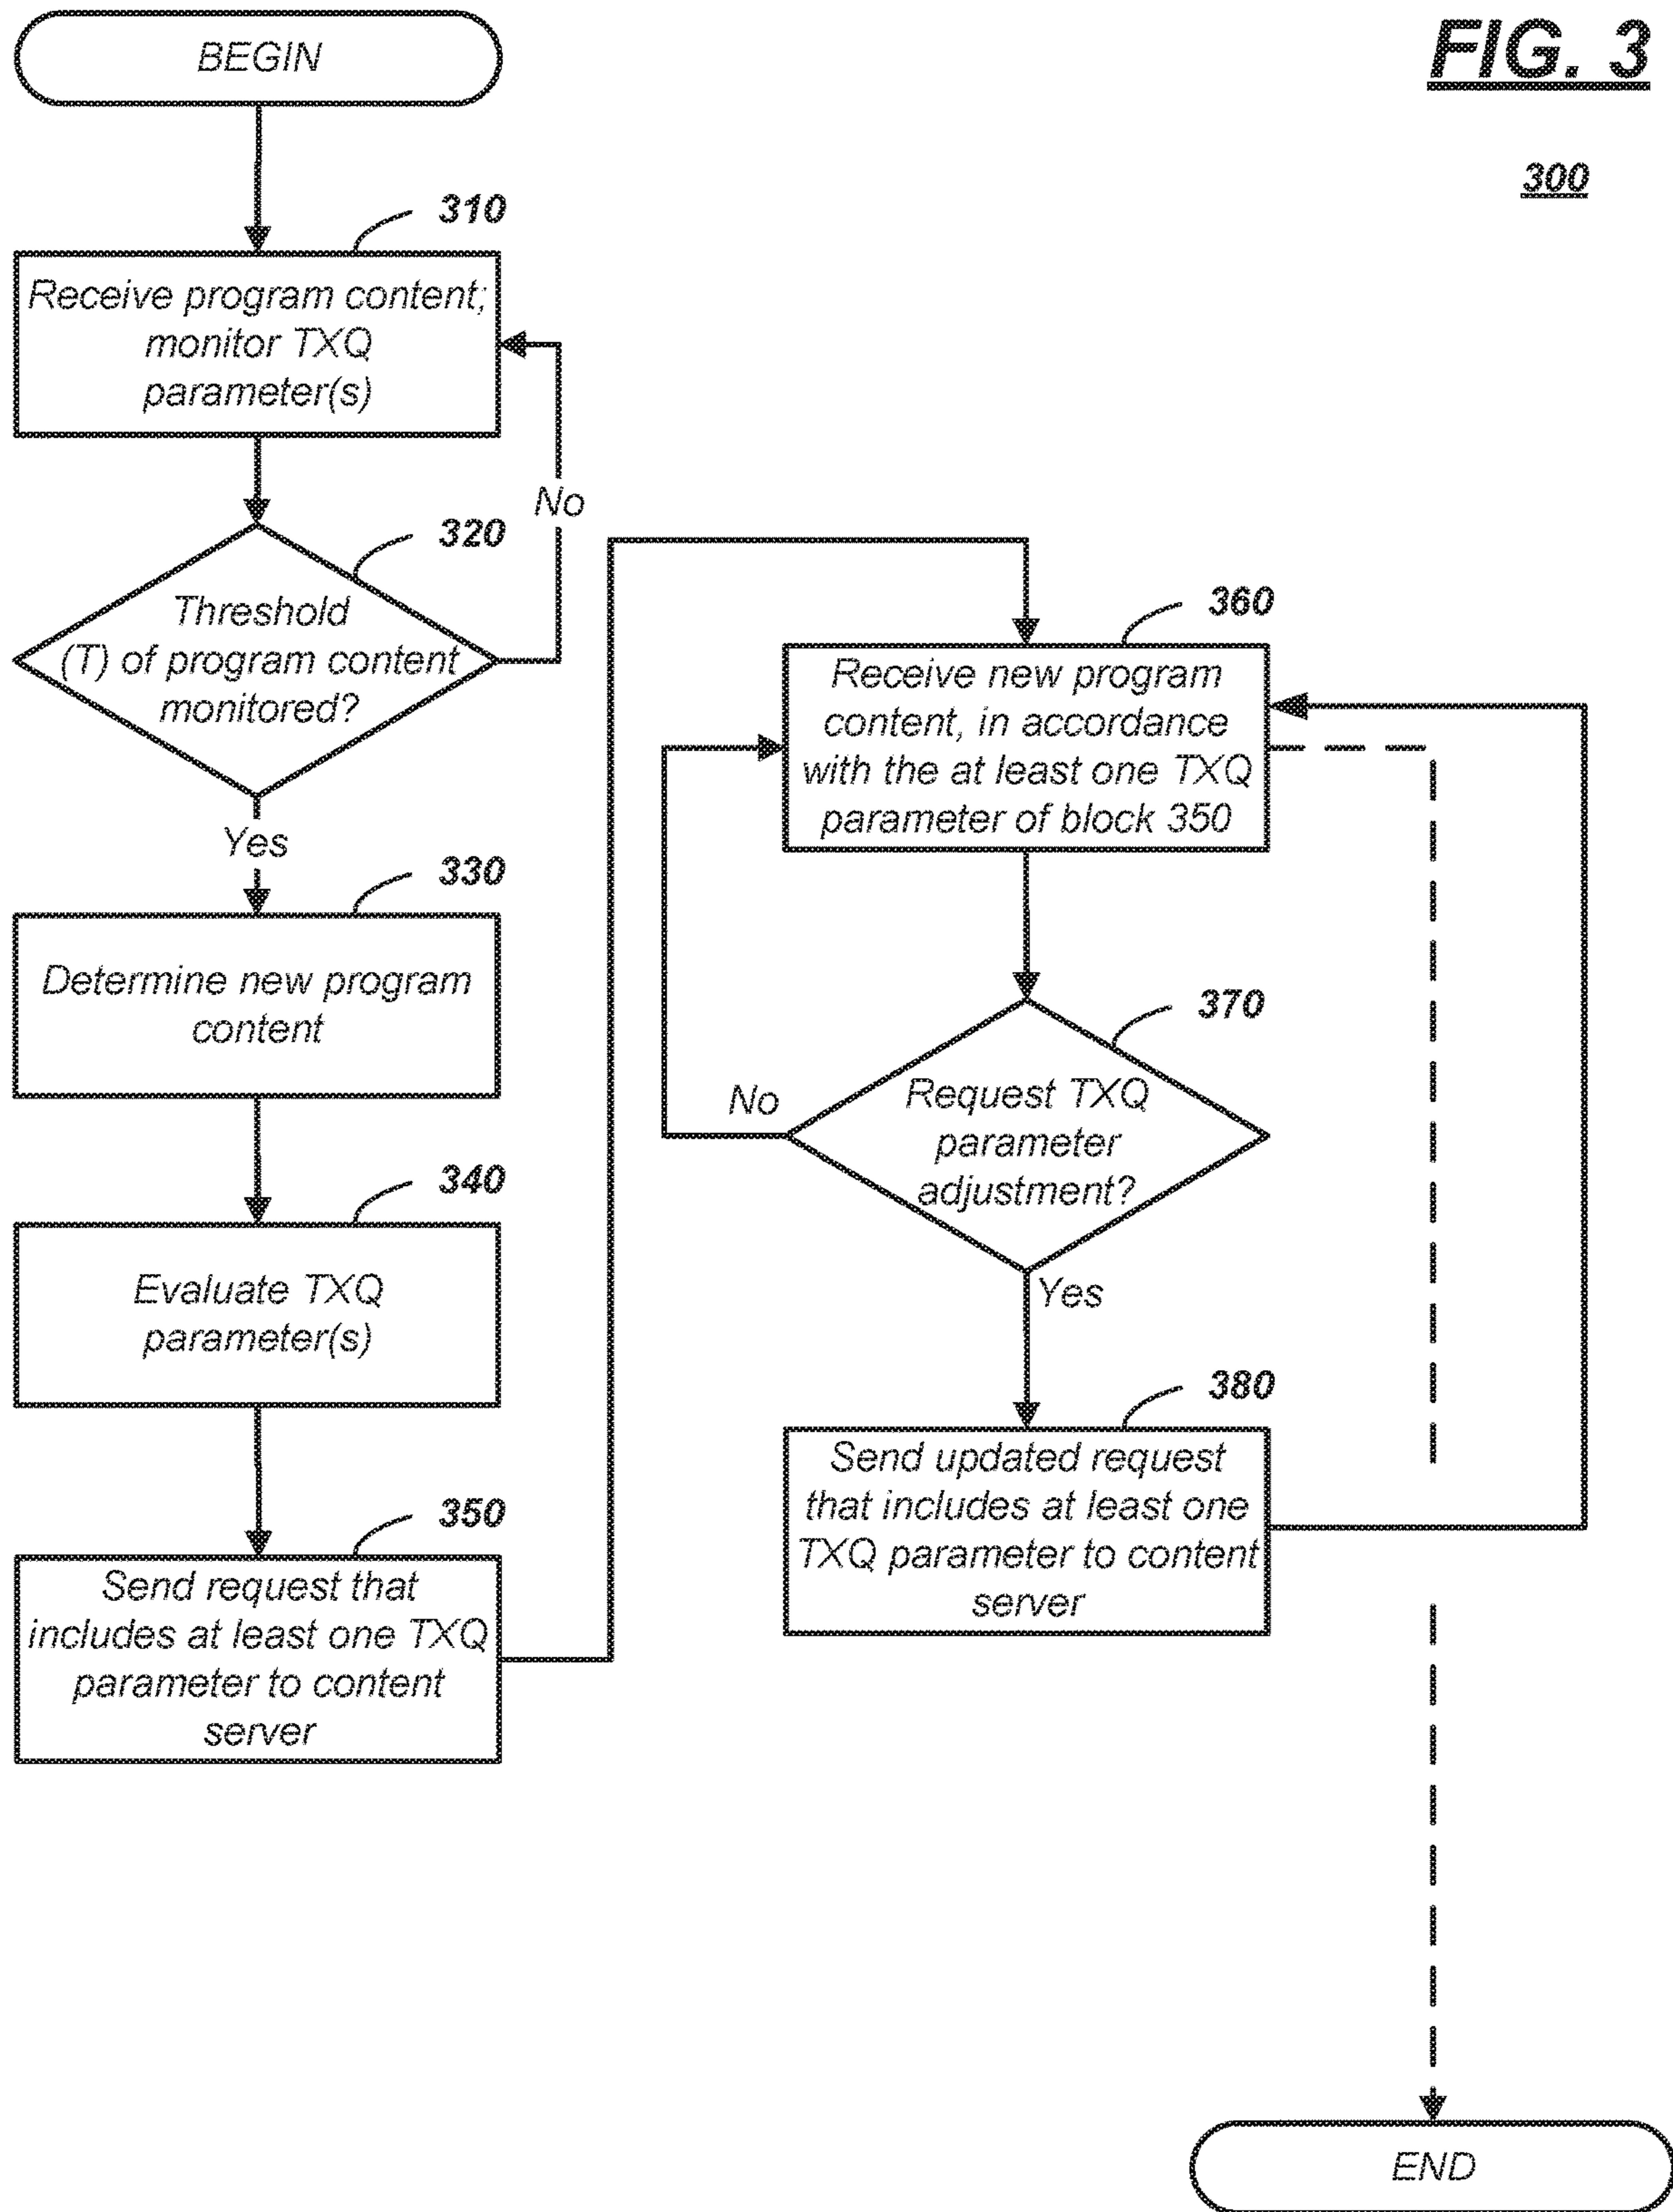 FIG. 3
300
BEGIN
310
Receive program content;
monitor TXQ
parameter(s)
No
320
Threshold
(T) of program content
monitored?
Yes
330
Determine new program
content
340
Evaluate TXQ
parameter(s)
350
Send request that
includes at least one TXQ
parameter to content
server
360
Receive new program
content, in accordance
with the at least one TXQ
parameter of block 350
370
No
Request TXQ
parameter
adjustment?
Yes
380
Send updated request
that includes at least one
TXQ parameter to content
server
END